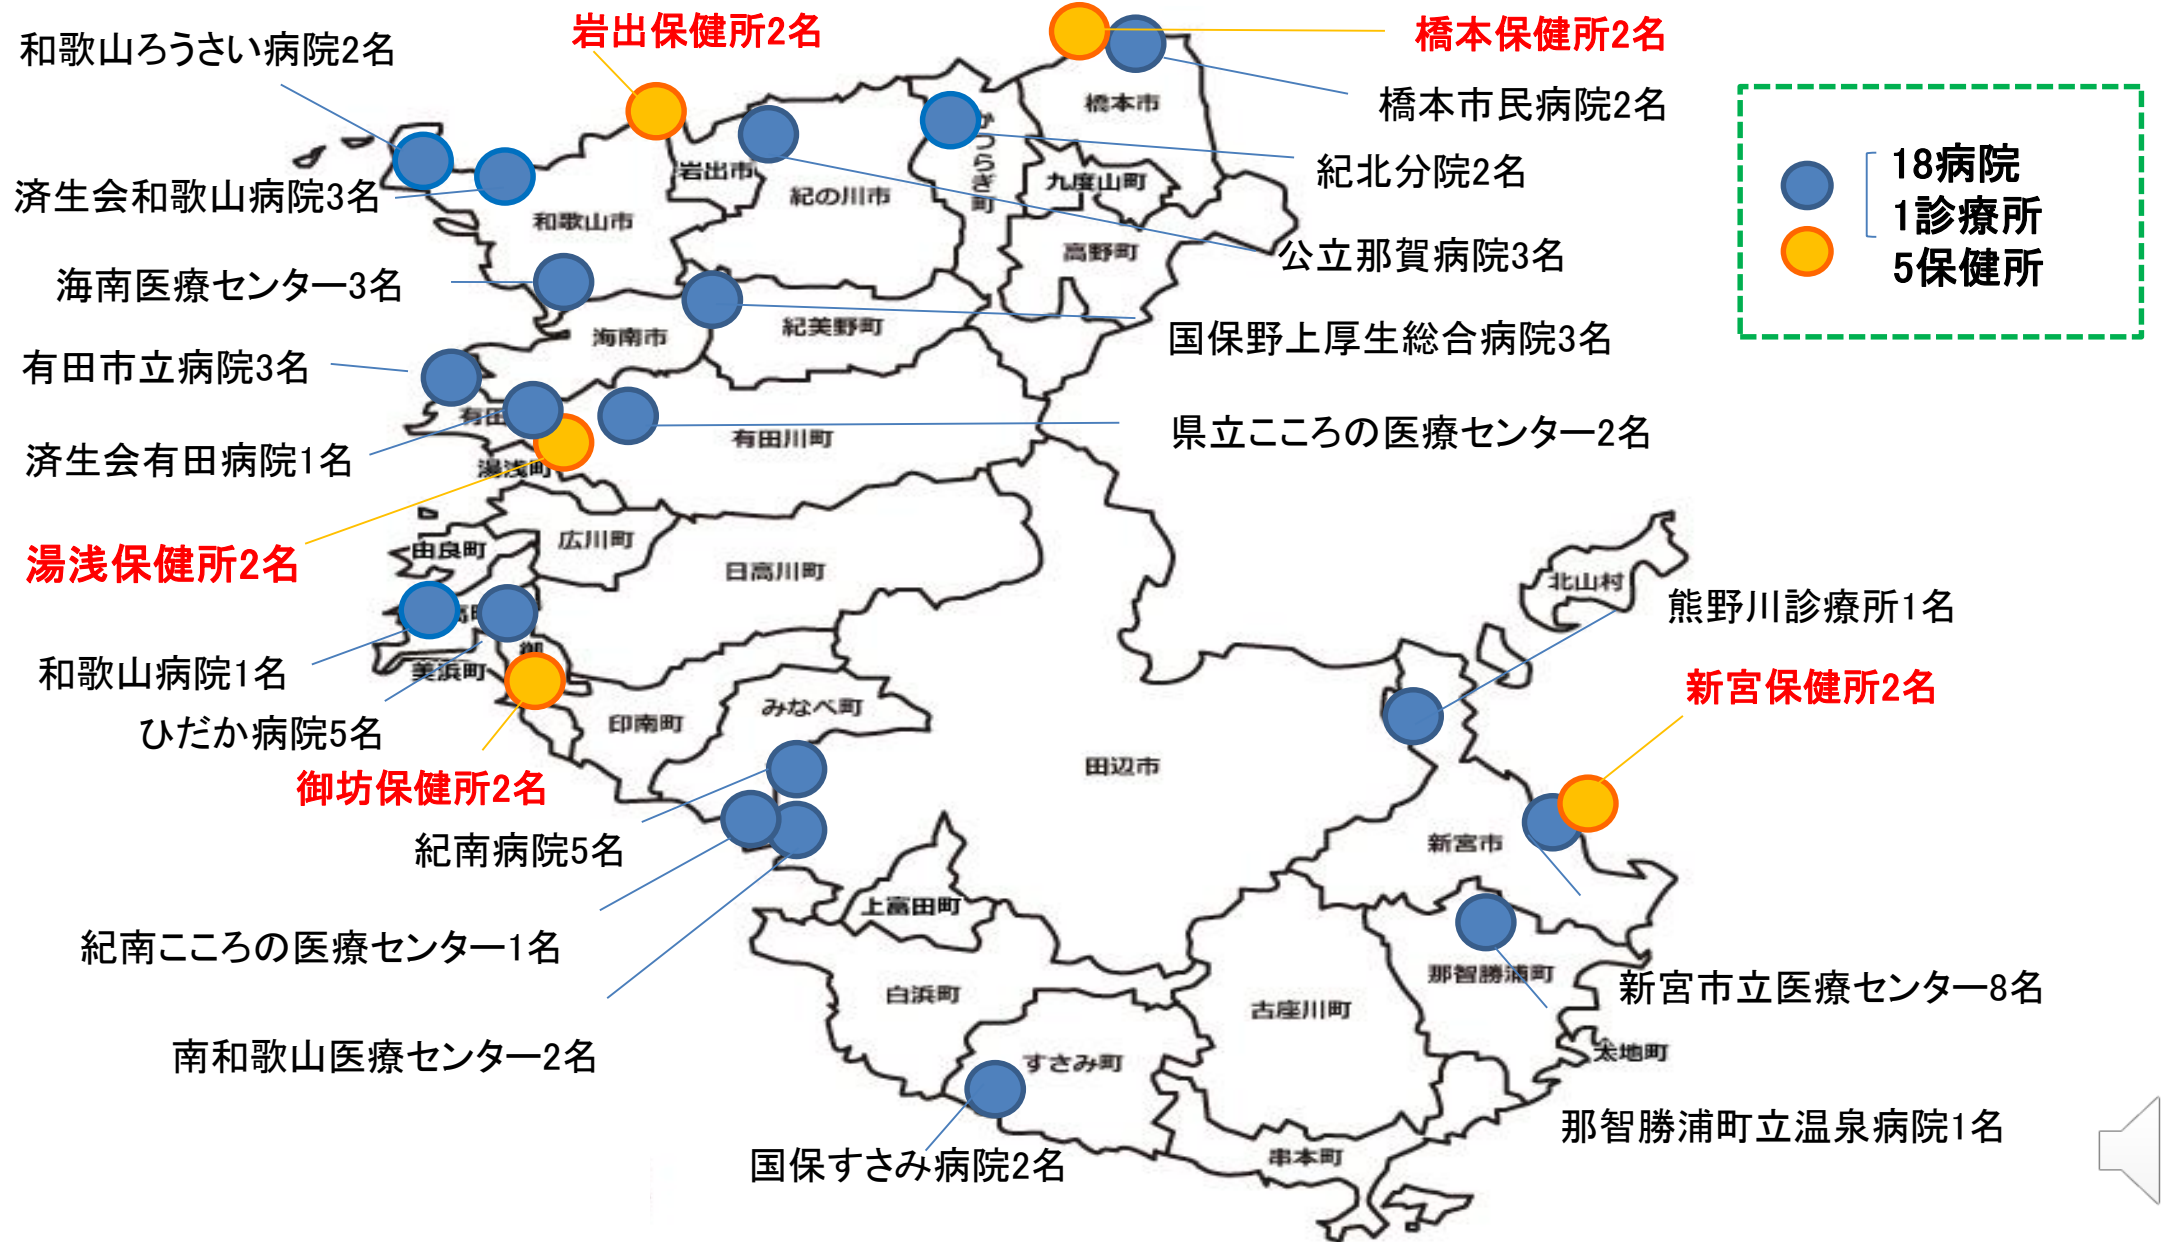 岩出保健所2名
橋本保健所2名
和歌山ろうさい病院2名
橋本市民病院2名
済生会和歌山病院3名
紀北分院2名
海南医療センター3名
公立那賀病院3名
国保野上厚生総合病院3名
有田市立病院3名
県立こころの医療センター2名
済生会有田病院1名
湯浅保健所2名
和歌山病院1名
ひだか病院5名
御坊保健所2名
紀南病院5名
紀南こころの医療センター1名
南和歌山医療センター2名
国保すさみ病院2名
熊野川診療所1名
新宮保健所2名
新宮市立医療センター8名
那智勝浦町立温泉病院1名
18病院
1診療所
5保健所
橋本市
かつらぎ町
岩出市
紀の川市
九度山町
和歌山市
高野町
海南市
紀美野町
有田
有田川町
湯浅町
広川町
由良町
日高川町
美浜町
御
印南町
みなべ町
田辺市
北山村
新宮市
上富田町
白浜町
すさみ町
古座川町
那智勝浦町
太地町
串本町